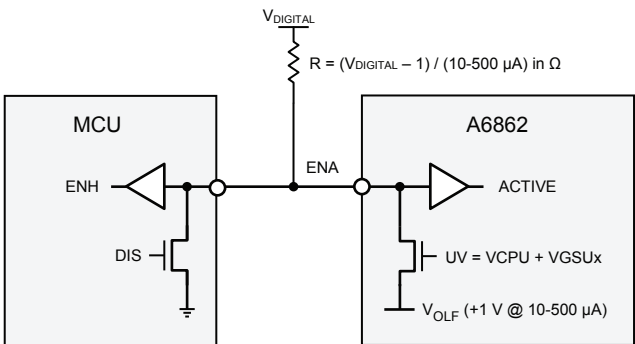 VDIGITAL
R = (VDIGITAL – 1) / (10-500 µA) in Ω
MCU
A6862
ENA
ENH
ACTIVE
DIS
UV = VCPU + VGSUx
VOLF (+1 V @ 10-500 µA)